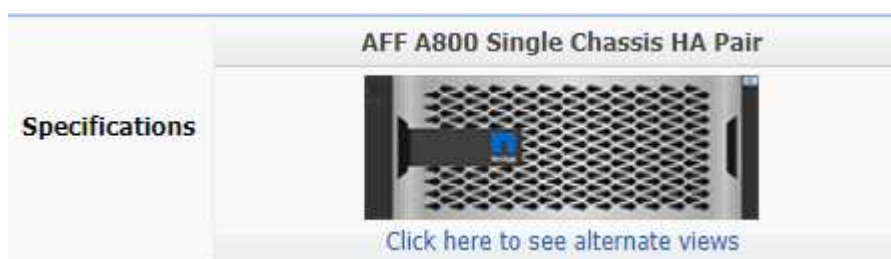 AFF A800 Single Chassis HA Pair
Specifications
Click here to see alternate views